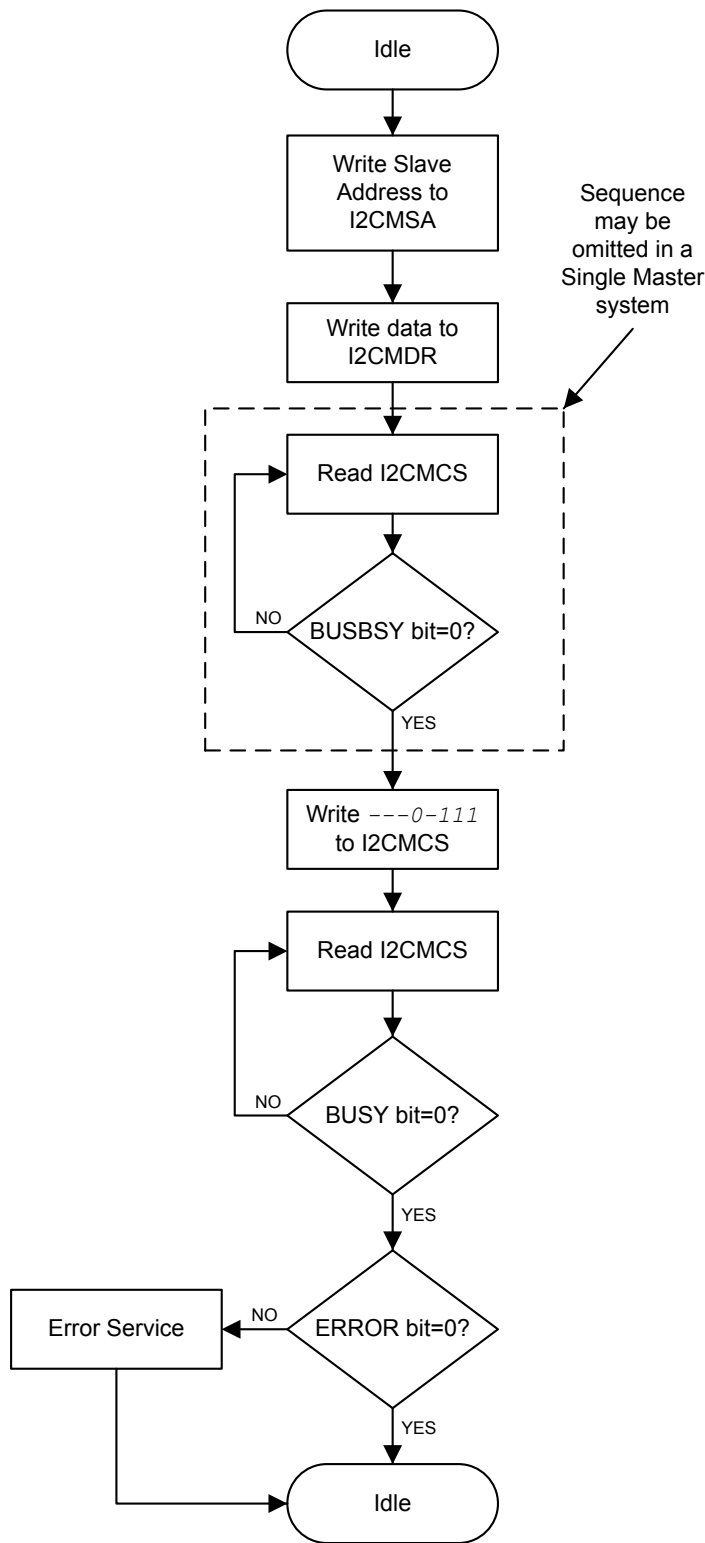 Idle
Write Slave
Address to
I2CMSA
Sequence
may be
omitted in a
Single Master
system
Write data to
I2CMDR
Read I2CMCS
NO
BUSBSY bit=0?
YES
Write ---0-111
to I2CMCS
Read I2CMCS
NO
BUSY bit=0?
YES
Error Service
NO
ERROR bit=0?
YES
Idle